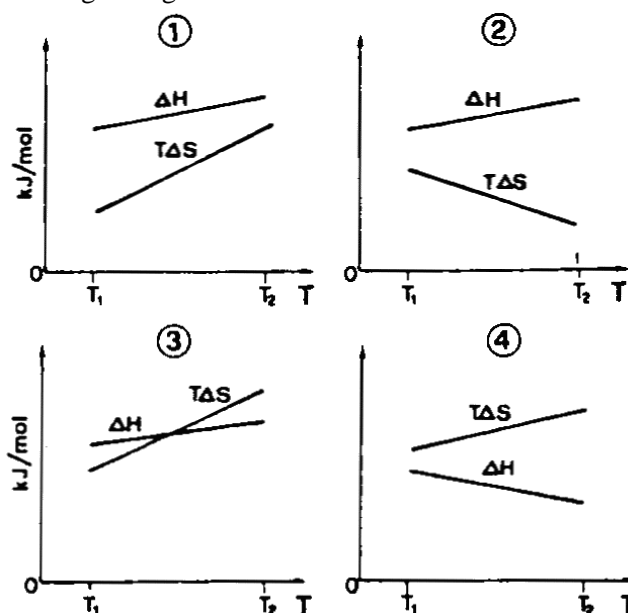 ① ②
ΔH ΔH
TΔS TΔS
kJ/mol
0 T₁ T₂ T 0 T₁ T₂ T
③ ④
ΔH TΔS TΔS
ΔH
kJ/mol
0 T₁ T₂ T 0 T₁ T₂ T